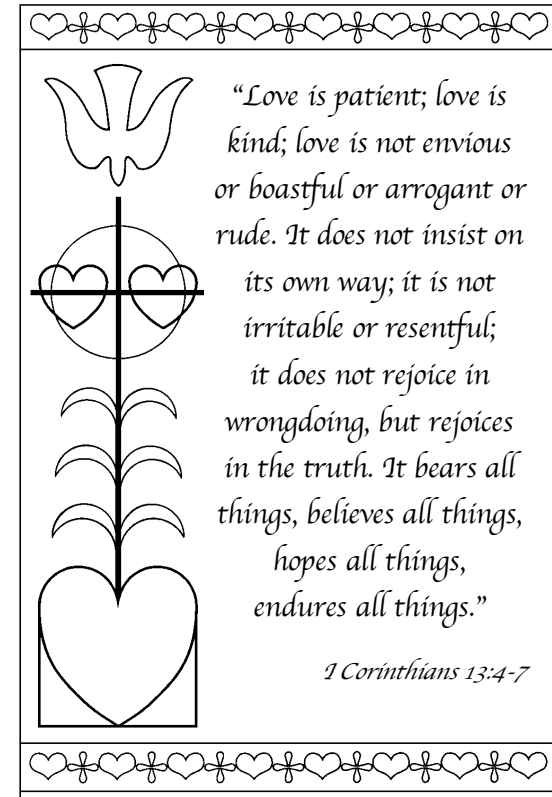 “Love is patient; love is
kind; love is not envious
or boastful or arrogant or
rude. It does not insist on
its own way; it is not
irritable or resentful;
it does not rejoice in
wrongdoing, but rejoices
in the truth. It bears all
things, believes all things,
hopes all things,
endures all things.”
I Corinthians 13:4-7